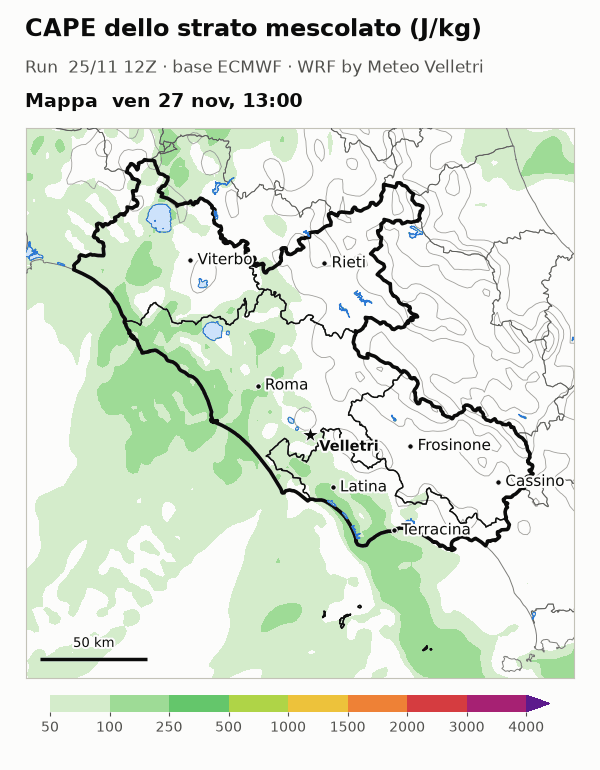 CAPE dello strato mescolato (J/kg)
Run  25/11 12Z · base ECMWF · WRF by Meteo Velletri
Mappa  ven 27 nov, 13:00
Viterbo
Rieti
Roma
Velletri
Frosinone
Cassino
Latina
Terracina
50 km
50 100 250 500 1000 1500 2000 3000 4000